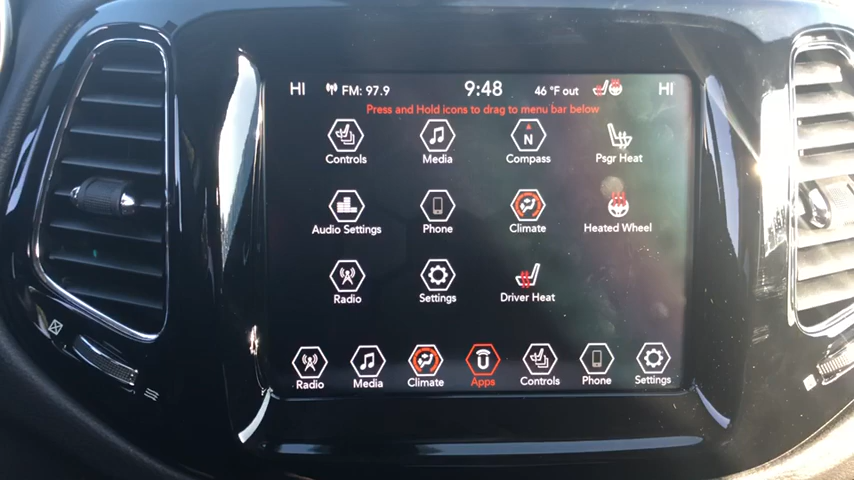 HI FM: 97.9 9:48 46 °F out HI
Press and Hold icons to drag to menu bar below
Controls Media N Compass Psgr Heat
Audio Settings Phone Climate Heated Wheel
Radio Settings Driver Heat
Radio Media Climate U Apps Controls Phone Settings